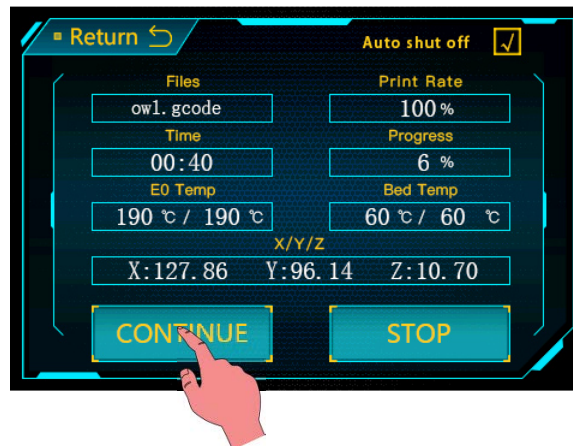 Return
Auto shut off
Files Print Rate
owl.gcode 100%
Time Progress
00:40 6 %
E0 Temp Bed Temp
190 ℃ / 190 ℃ 60 ℃ / 60 ℃
X/Y/Z
X:127.86 Y:96.14 Z:10.70
CONTINUE STOP